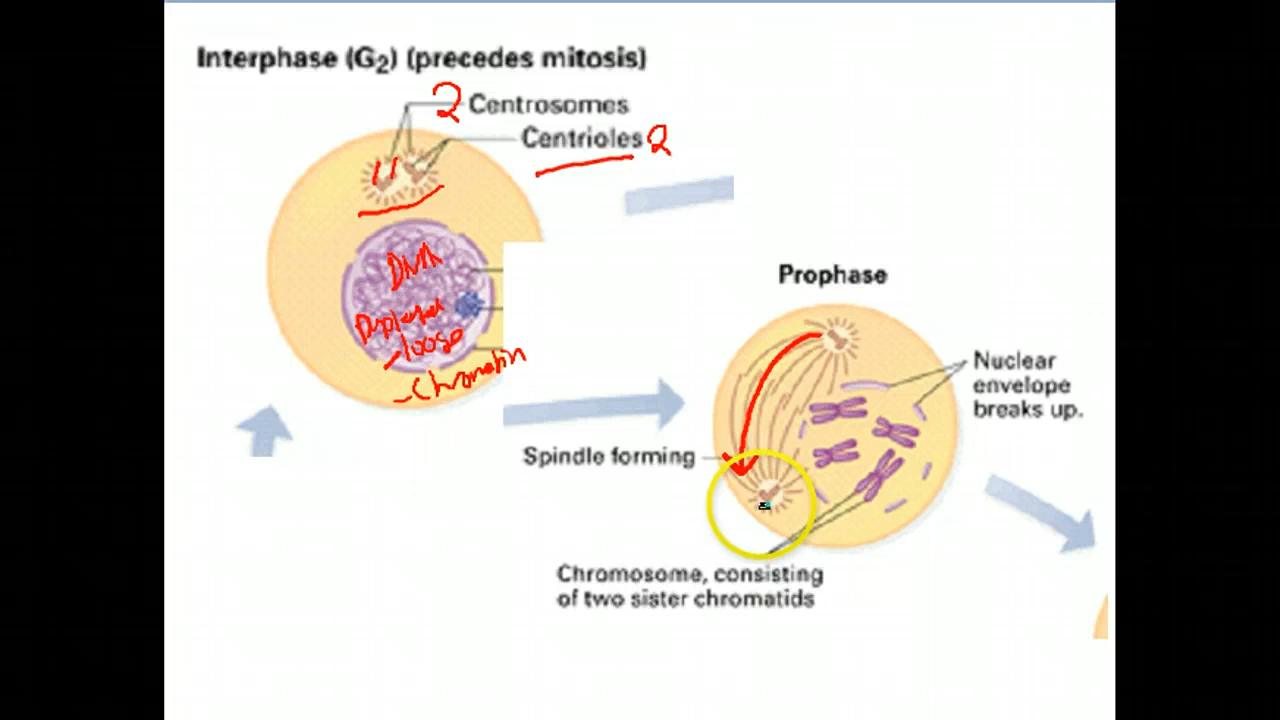 Interphase (G2) (precedes mitosis)
2 Centrosomes
Centrioles 2
DNA
loose
-Chromatin
Prophase
Nuclear
envelope
breaks up.
Spindle forming
Chromosome, consisting
of two sister chromatids